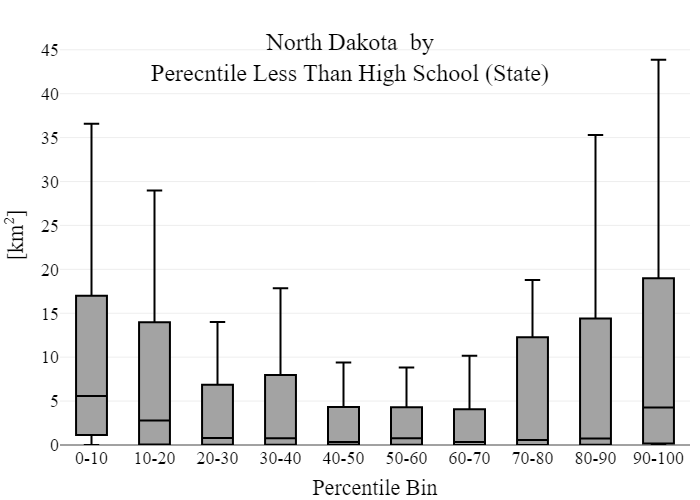 North Dakota  by
Perecntile Less Than High School (State)
45
40
35
30
25
20
15
10
5
0
[km²]
0-10 10-20 20-30 30-40 40-50 50-60 60-70 70-80 80-90 90-100
Percentile Bin